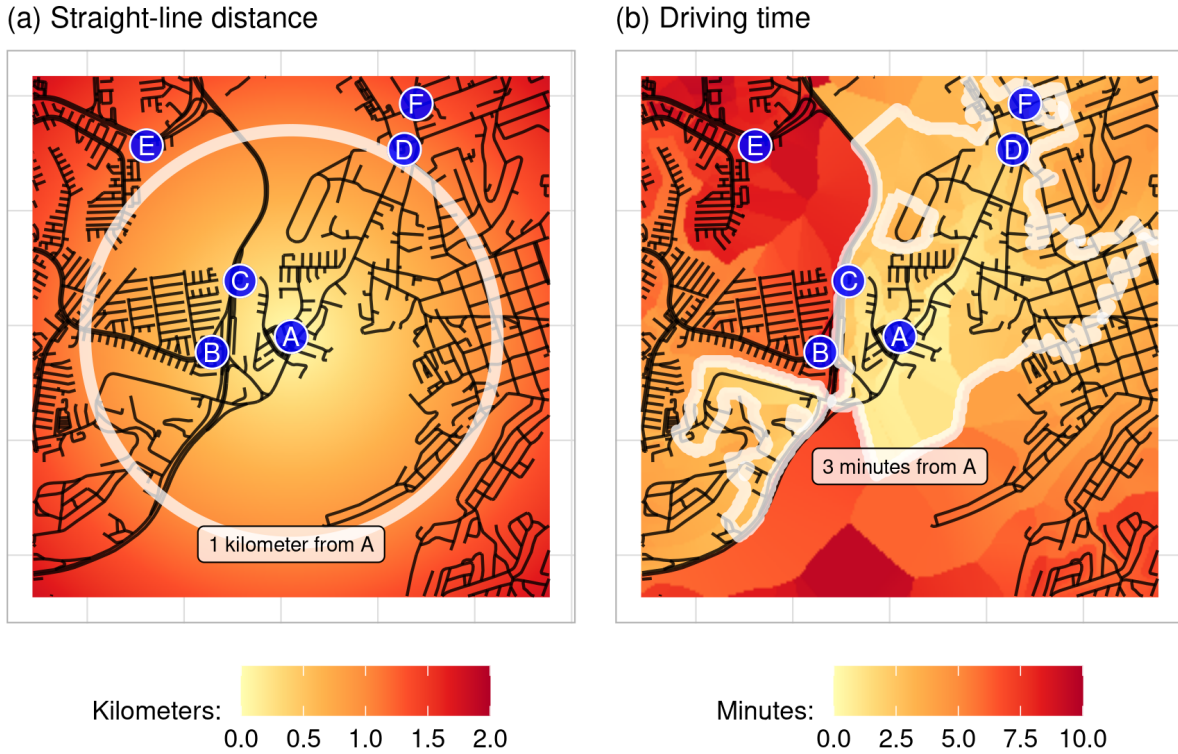 (a) Straight-line distance
(b) Driving time
F
E
D
C
A
B
1 kilometer from A
F
E
D
C
A
B
3 minutes from A
Kilometers:
0.0 0.5 1.0 1.5 2.0
Minutes:
0.0 2.5 5.0 7.5 10.0